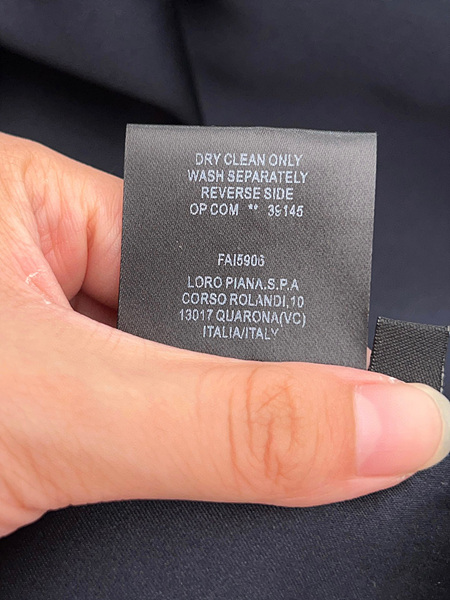 DRY CLEAN ONLY
WASH SEPARATELY
REVERSE SIDE
OP COM ** 39145
FAI5906
LORO PIANA.S.P.A
CORSO ROLANDI,10
13017 QUARONA(VC)
ITALIA/ITALY